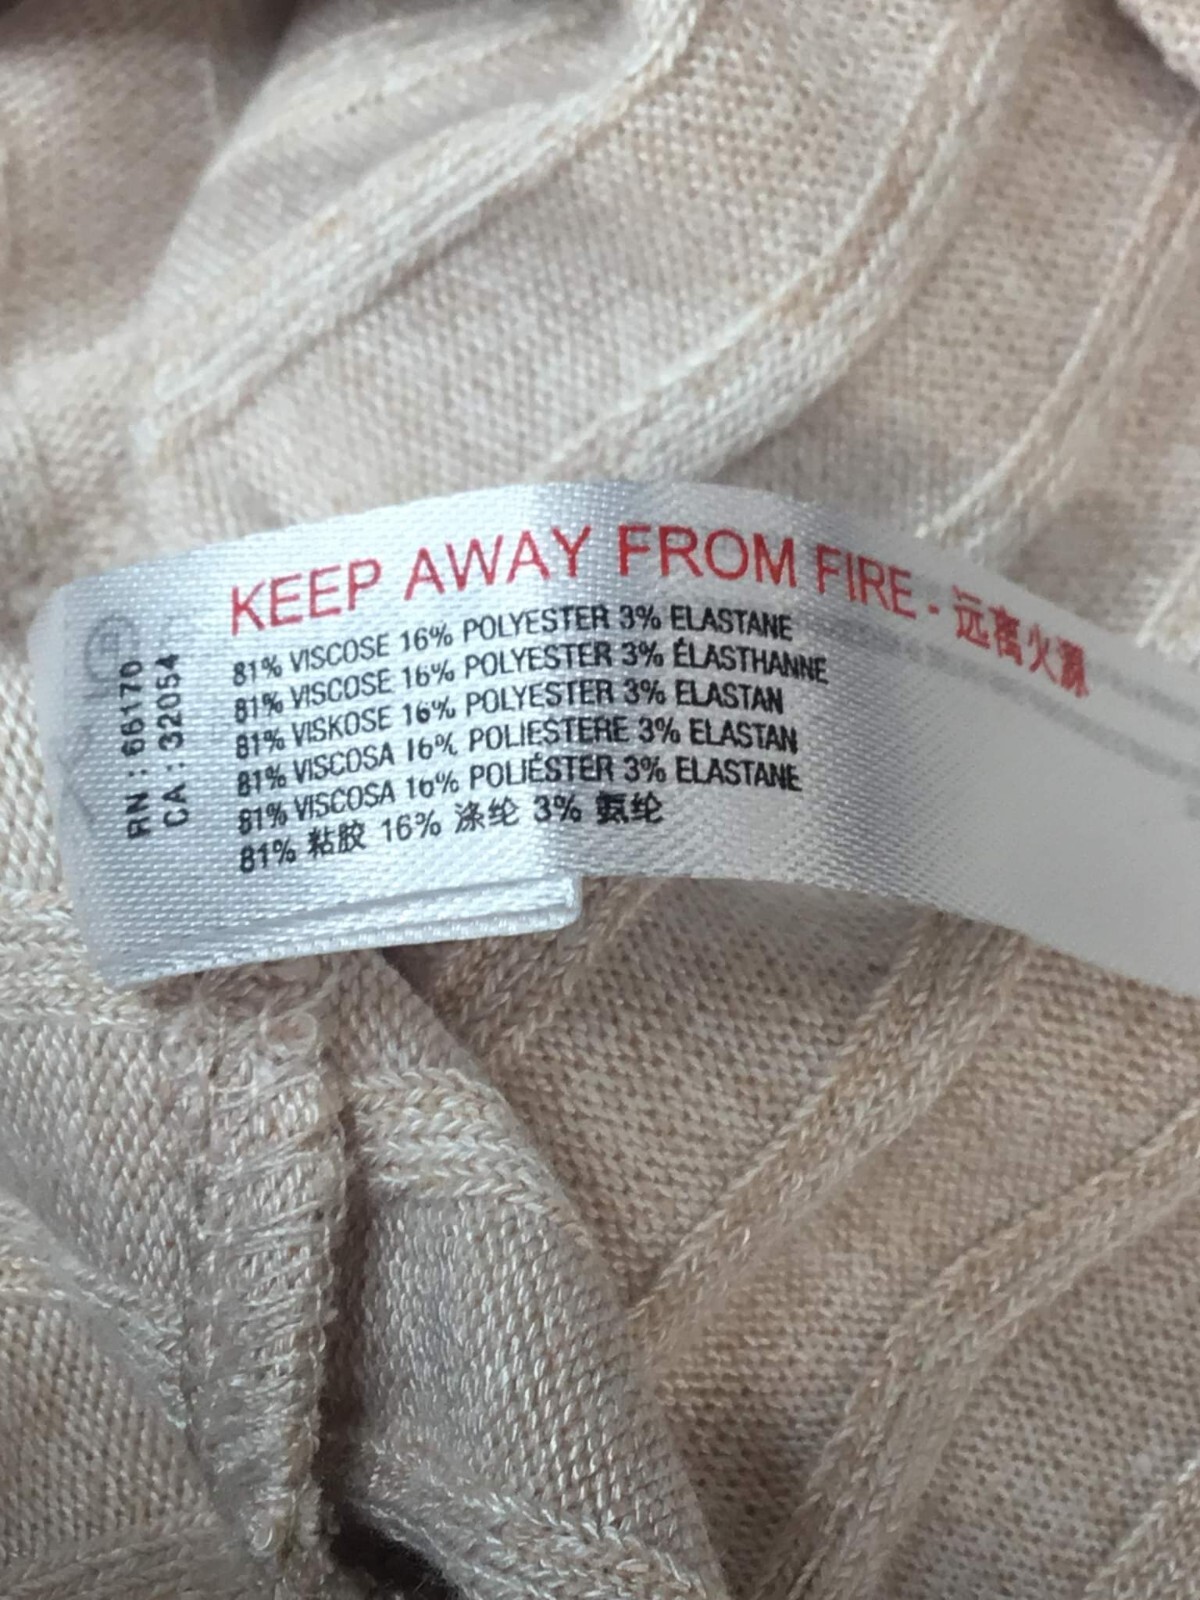 KEEP AWAY FROM FIRE - 远离火源
81% VISCOSE 16% POLYESTER 3% ELASTANE
81% VISCOSE 16% POLYESTER 3% ÉLASTHANNE
81% VISKOSE 16% POLYESTER 3% ELASTAN
81% VISCOSA 16% POLIESTERE 3% ELASTAN
81% VISCOSA 16% POLIÉSTER 3% ELASTANE
81% 粘胶 16% 涤纶 3% 氨纶
RN : 66170
CA : 32054